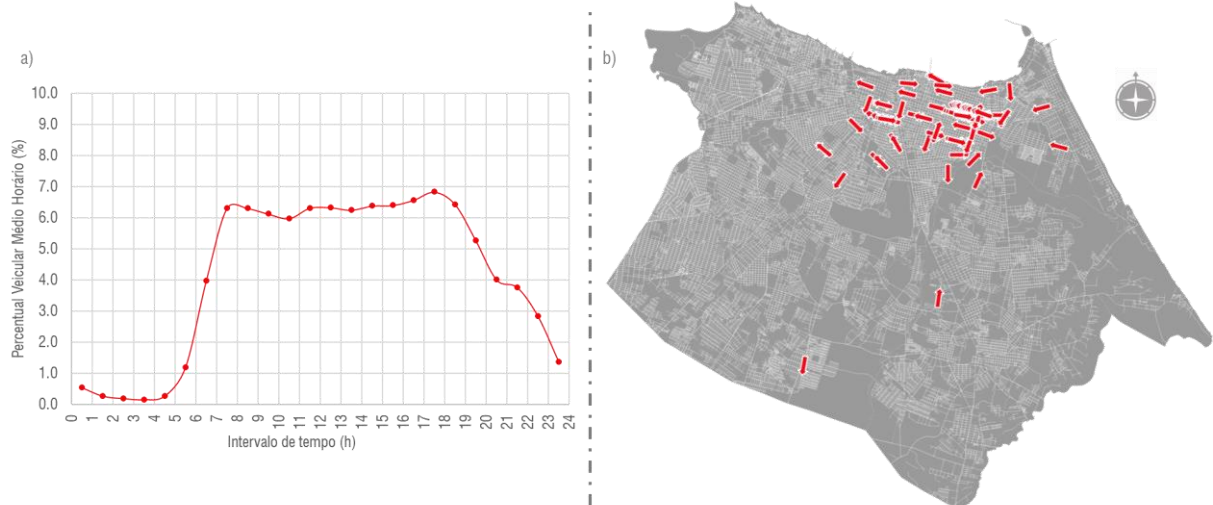 a)
10.0
9.0
8.0
7.0
6.0
5.0
4.0
3.0
2.0
1.0
0.0
Percentual Veicular Médio Horário (%)
0 1 2 3 4 5 6 7 8 9 10 11 12 13 14 15 16 17 18 19 20 21 22 23 24
Intervalo de tempo (h)
b)